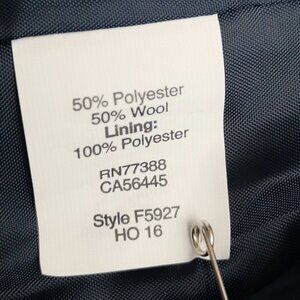 50% Polyester
50% Wool
Lining:
100% Polyester
RN77388
CA56445
Style F5927
HO 16